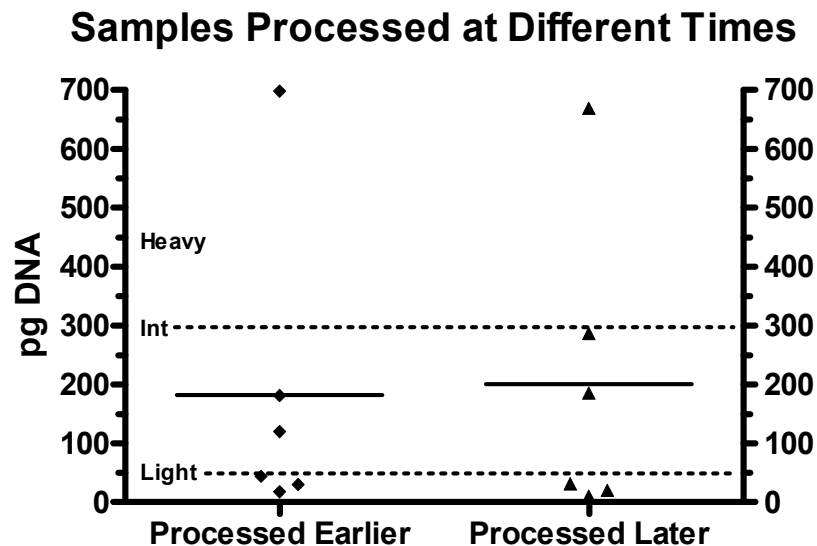 Samples Processed at Different Times
pg DNA
700
600
500
400
300
200
100
0
Heavy
Int
Light
700
600
500
400
300
200
100
0
Processed Earlier
Processed Later